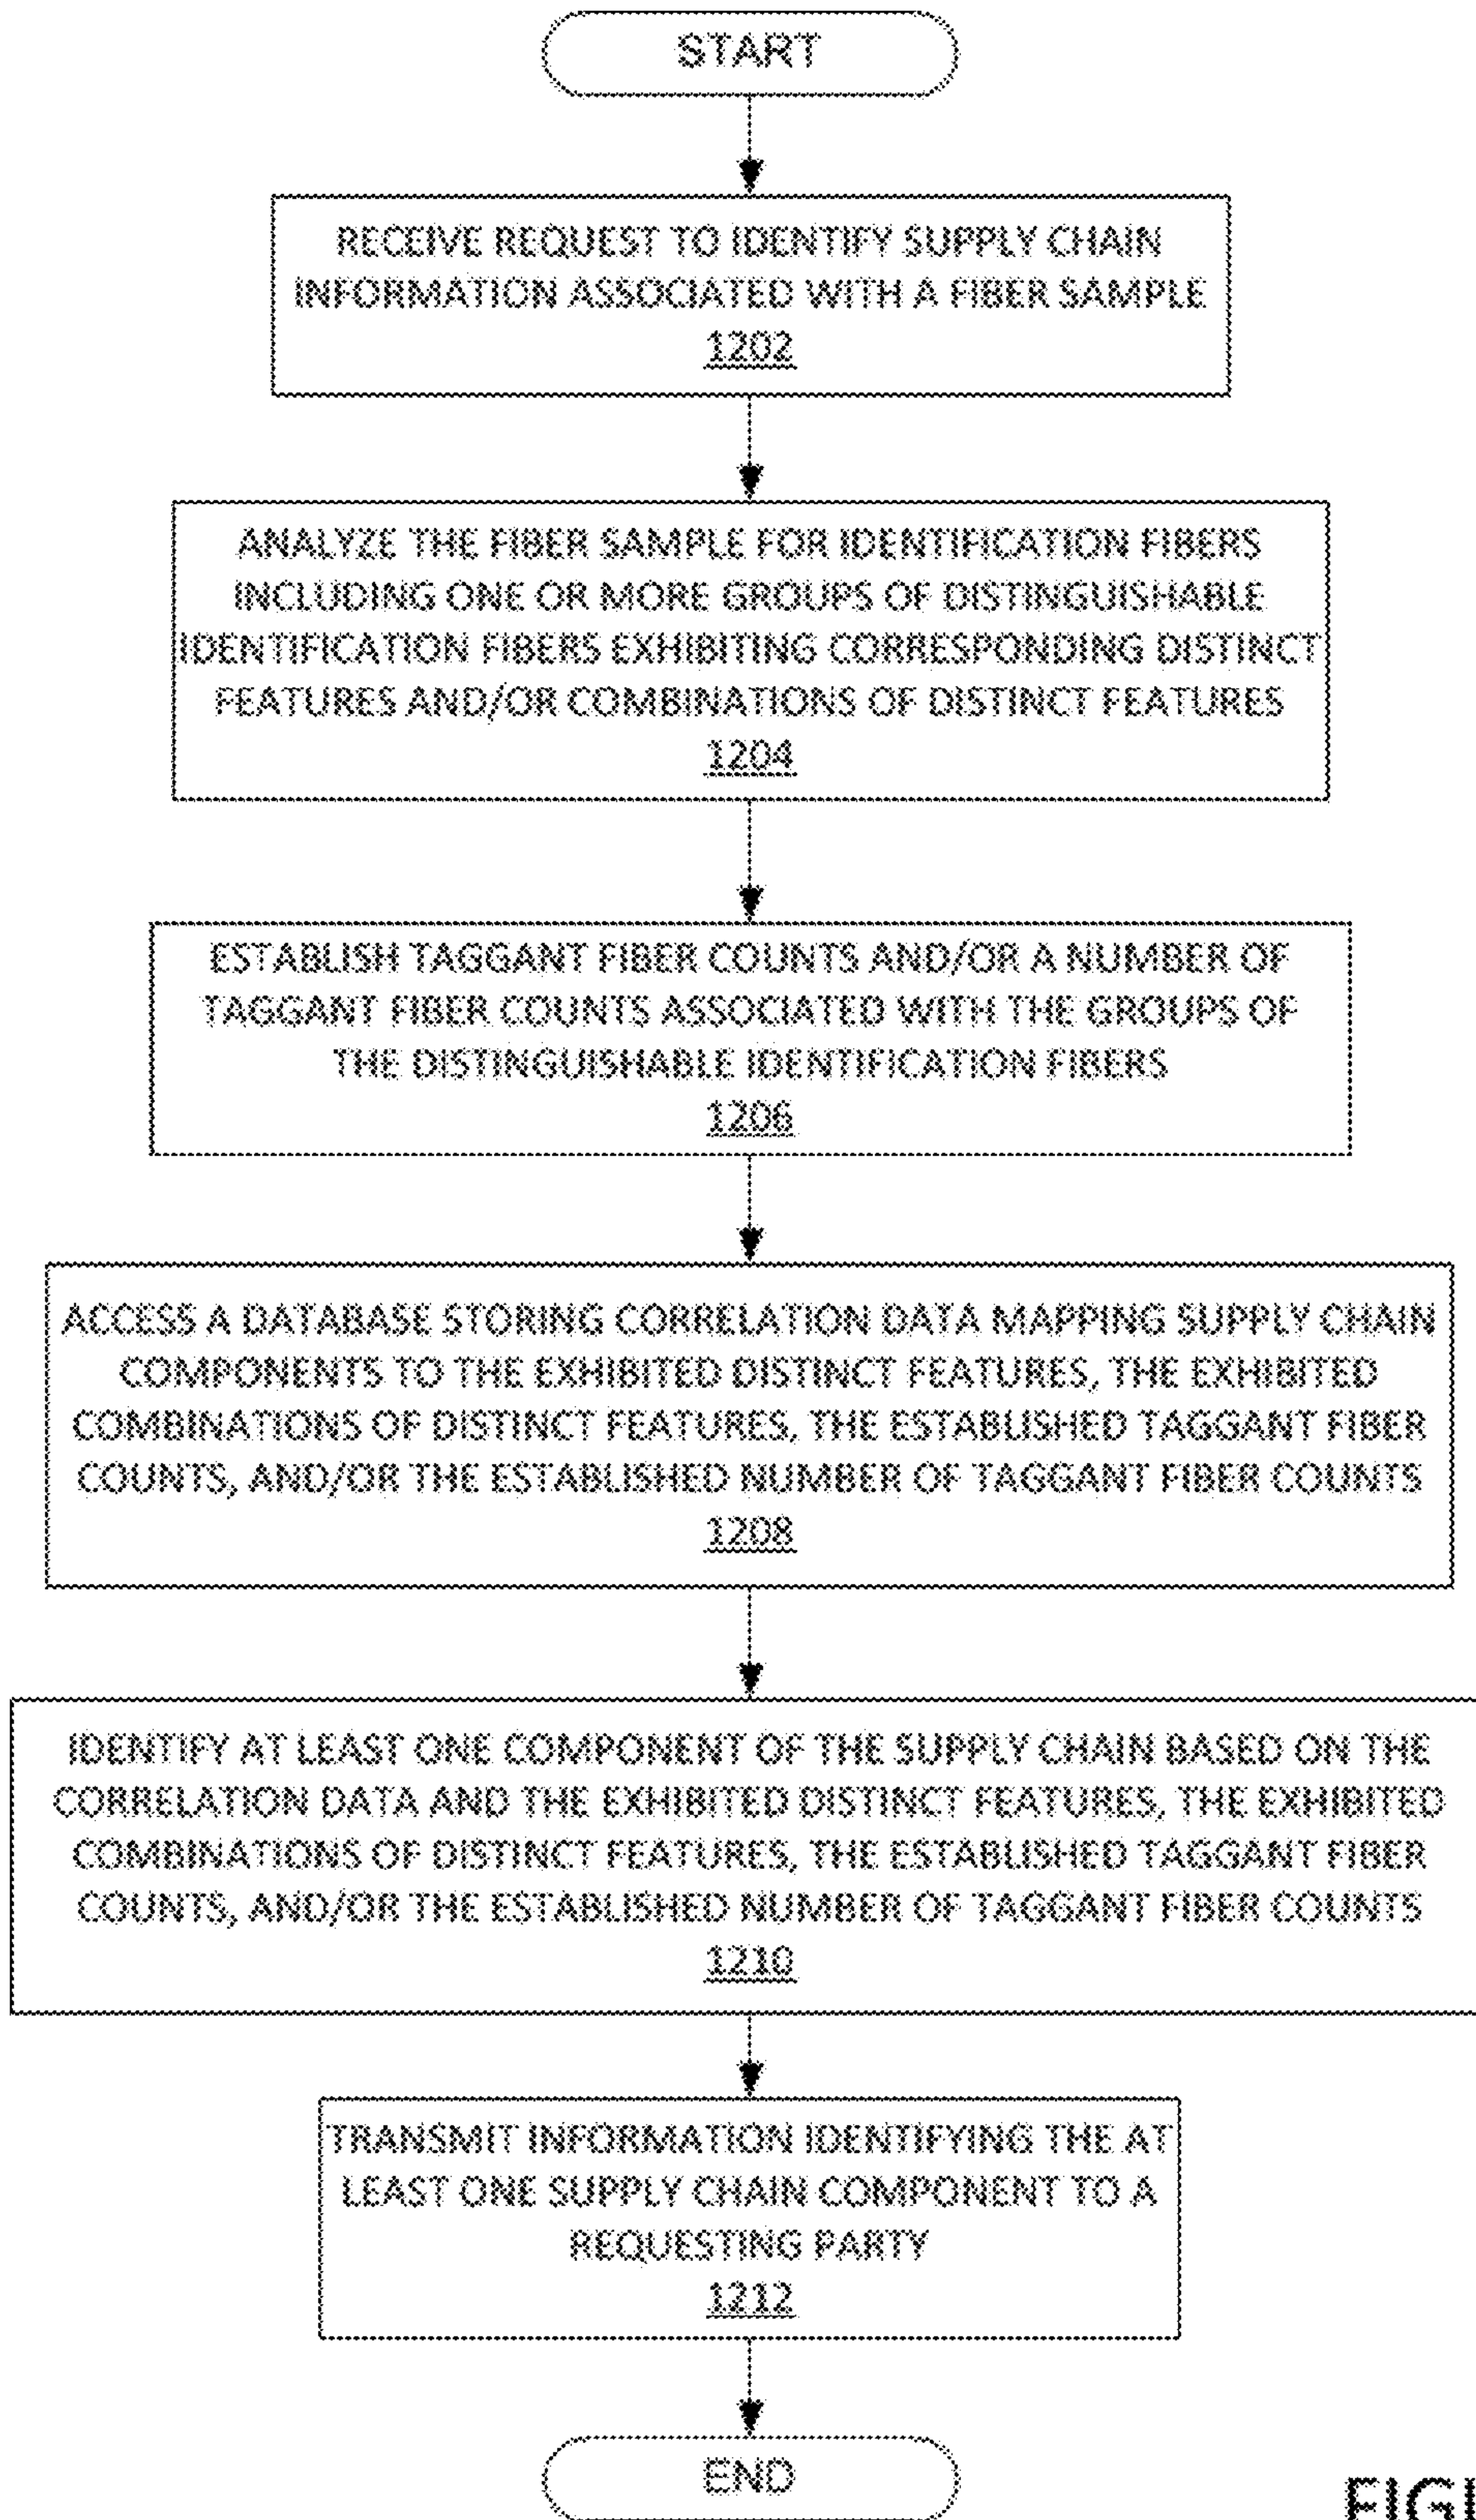 START
RECEIVE REQUEST TO IDENTIFY SUPPLY CHAIN
INFORMATION ASSOCIATED WITH A FIBER SAMPLE
1202
ANALYZE THE FIBER SAMPLE FOR IDENTIFICATION FIBERS
INCLUDING ONE OR MORE GROUPS OF DISTINGUISHABLE
IDENTIFICATION FIBERS EXHIBITING CORRESPONDING DISTINCT
FEATURES AND/OR COMBINATIONS OF DISTINCT FEATURES
1204
ESTABLISH TAGGANT FIBER COUNTS AND/OR A NUMBER OF
TAGGANT FIBER COUNTS ASSOCIATED WITH THE GROUPS OF
THE DISTINGUISHABLE IDENTIFICATION FIBERS
1206
ACCESS A DATABASE STORING CORRELATION DATA MAPPING SUPPLY CHAIN
COMPONENTS TO THE EXHIBITED DISTINCT FEATURES, THE EXHIBITED
COMBINATIONS OF DISTINCT FEATURES, THE ESTABLISHED TAGGANT FIBER
COUNTS, AND/OR THE ESTABLISHED NUMBER OF TAGGANT FIBER COUNTS
1208
IDENTIFY AT LEAST ONE COMPONENT OF THE SUPPLY CHAIN BASED ON THE
CORRELATION DATA AND THE EXHIBITED DISTINCT FEATURES, THE EXHIBITED
COMBINATIONS OF DISTINCT FEATURES, THE ESTABLISHED TAGGANT FIBER
COUNTS, AND/OR THE ESTABLISHED NUMBER OF TAGGANT FIBER COUNTS
1210
TRANSMIT INFORMATION IDENTIFYING THE AT
LEAST ONE SUPPLY CHAIN COMPONENT TO A
REQUESTING PARTY
1212
END